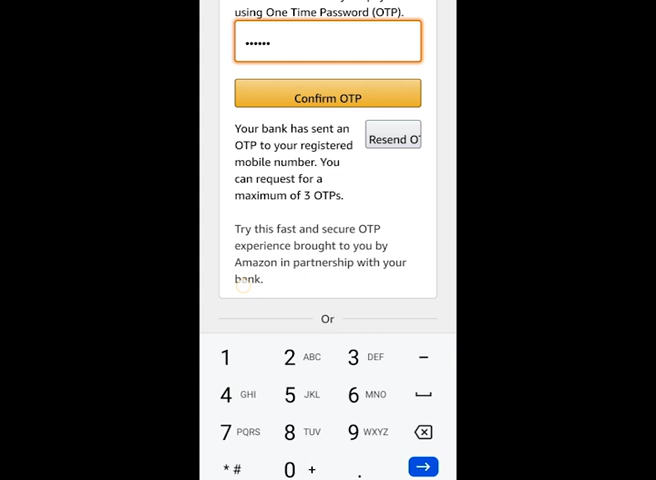 using One Time Password (OTP).
••••••
Confirm OTP
Your bank has sent an
OTP to your registered
mobile number. You
can request for a
maximum of 3 OTPs.
Resend O
Try this fast and secure OTP
experience brought to you by
Amazon in partnership with your
bank.
Or
1 2 ABC 3 DEF –
4 GHI 5 JKL 6 MNO
7 PQRS 8 TUV 9 WXYZ
* # 0 + .